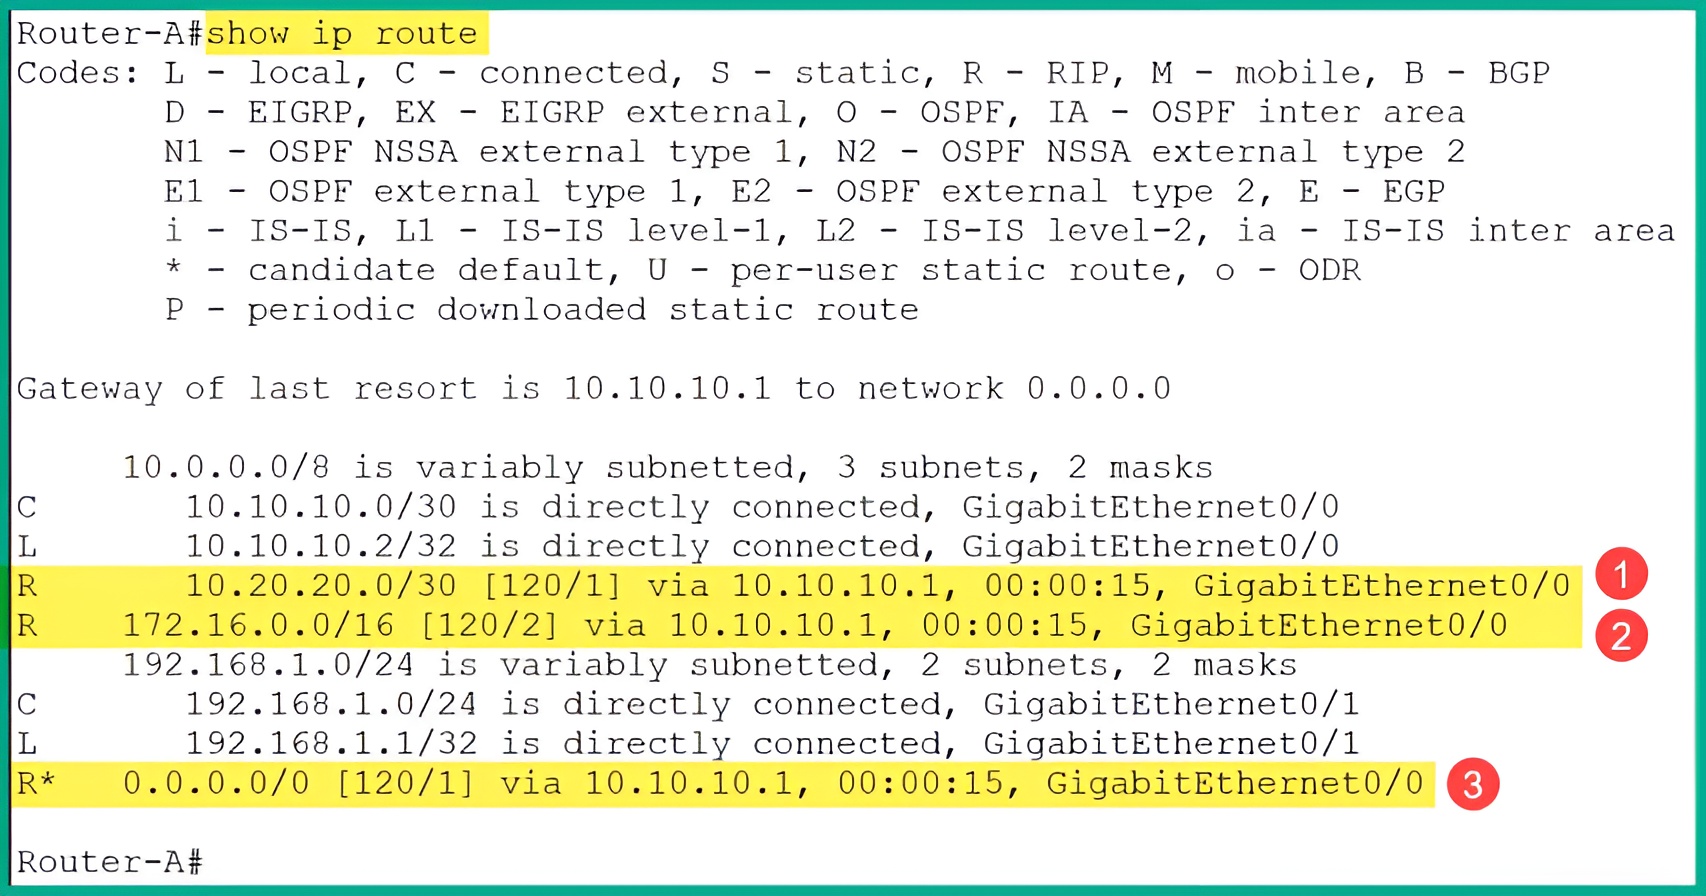 Router-A#show ip route
Codes: L - local, C - connected, S - static, R - RIP, M - mobile, B - BGP
       D - EIGRP, EX - EIGRP external, O - OSPF, IA - OSPF inter area
       N1 - OSPF NSSA external type 1, N2 - OSPF NSSA external type 2
       E1 - OSPF external type 1, E2 - OSPF external type 2, E - EGP
       i - IS-IS, L1 - IS-IS level-1, L2 - IS-IS level-2, ia - IS-IS inter area
       * - candidate default, U - per-user static route, o - ODR
       P - periodic downloaded static route
Gateway of last resort is 10.10.10.1 to network 0.0.0.0
     10.0.0.0/8 is variably subnetted, 3 subnets, 2 masks
C       10.10.10.0/30 is directly connected, GigabitEthernet0/0
L       10.10.10.2/32 is directly connected, GigabitEthernet0/0
R       10.20.20.0/30 [120/1] via 10.10.10.1, 00:00:15, GigabitEthernet0/0 1
R    172.16.0.0/16 [120/2] via 10.10.10.1, 00:00:15, GigabitEthernet0/0 2
     192.168.1.0/24 is variably subnetted, 2 subnets, 2 masks
C       192.168.1.0/24 is directly connected, GigabitEthernet0/1
L       192.168.1.1/32 is directly connected, GigabitEthernet0/1
R*   0.0.0.0/0 [120/1] via 10.10.10.1, 00:00:15, GigabitEthernet0/0 3
Router-A#